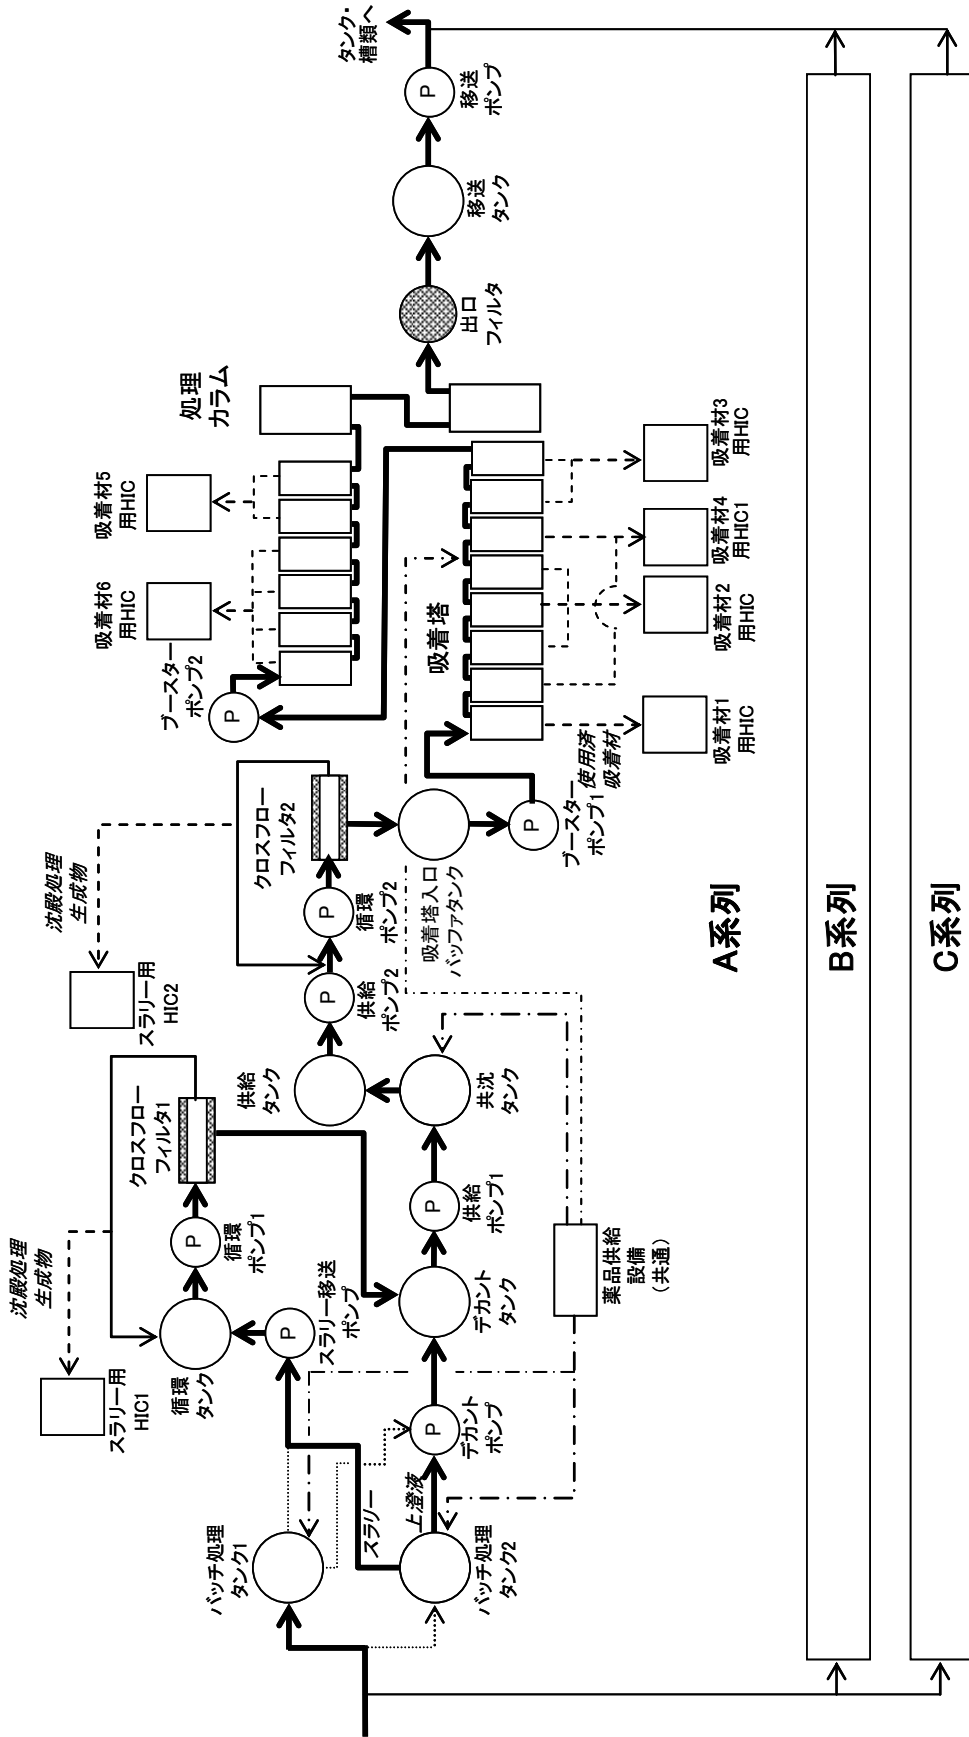 バッチ処理
タンク1
バッチ処理
タンク2
スラリー
上澄液
デカント
ポンプ
P
スラリー移送
ポンプ
P
スラリー用
HIC1
沈殿処理
生成物
循環
タンク
循環
ポンプ1
P
クロスフロー
フィルタ1
デカント
タンク
供給
ポンプ1
P
共沈
タンク
供給
タンク
薬品供給
設備
(共通)
供給
ポンプ2
P
循環
ポンプ2
P
クロスフロー
フィルタ2
スラリー用
HIC2
沈殿処理
生成物
吸着塔入口
バッファタンク
ブースター
ポンプ1
P
使用済
吸着材
吸着塔
ブースター
ポンプ2
P
吸着材6
用HIC
吸着材5
用HIC
吸着材1
用HIC
吸着材2
用HIC
吸着材4
用HIC1
吸着材3
用HIC
処理
カラム
出口
フィルタ
移送
タンク
移送
ポンプ
P
タンク・
槽類へ
A系列
B系列
C系列